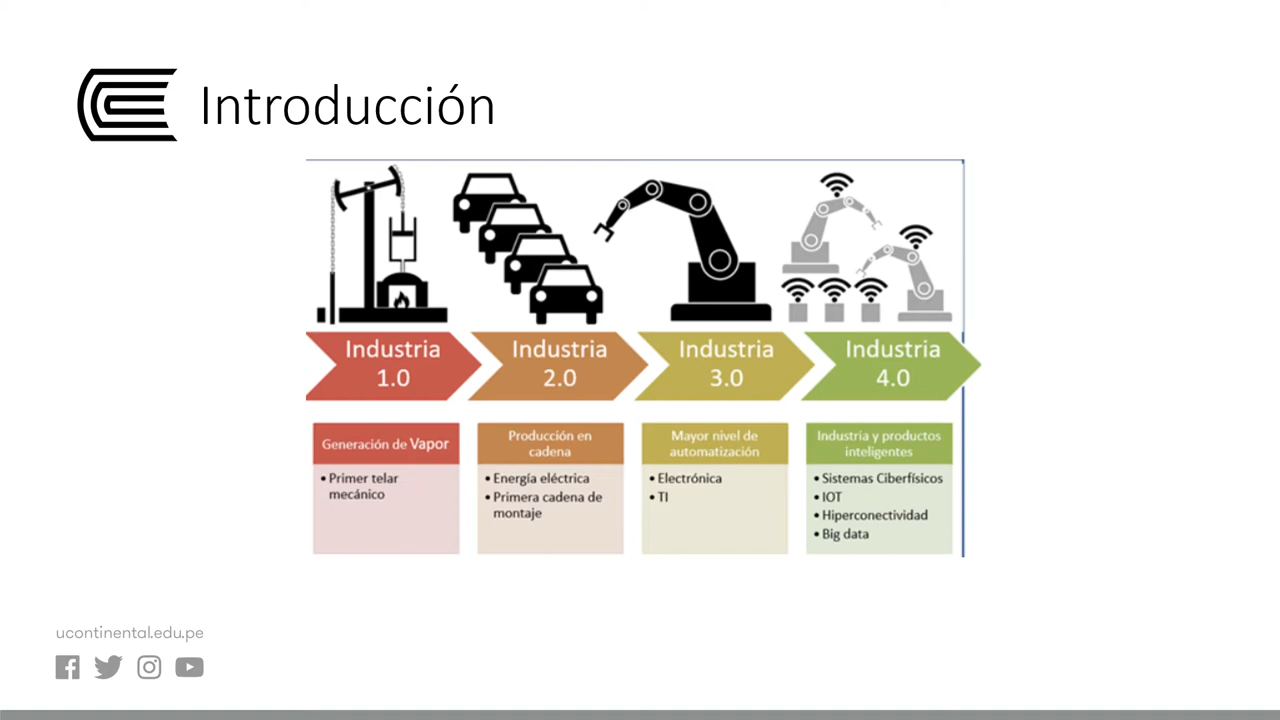 Introducción
Industria
1.0
Industria
2.0
Industria
3.0
Industria
4.0
Generación de Vapor
• Primer telar
mecánico
Producción en
cadena
• Energía eléctrica
• Primera cadena de
montaje
Mayor nivel de
automatización
• Electrónica
• TI
Industria y productos
inteligentes
• Sistemas Ciberfísicos
• IOT
• Hiperconectividad
• Big data
ucontinental.edu.pe